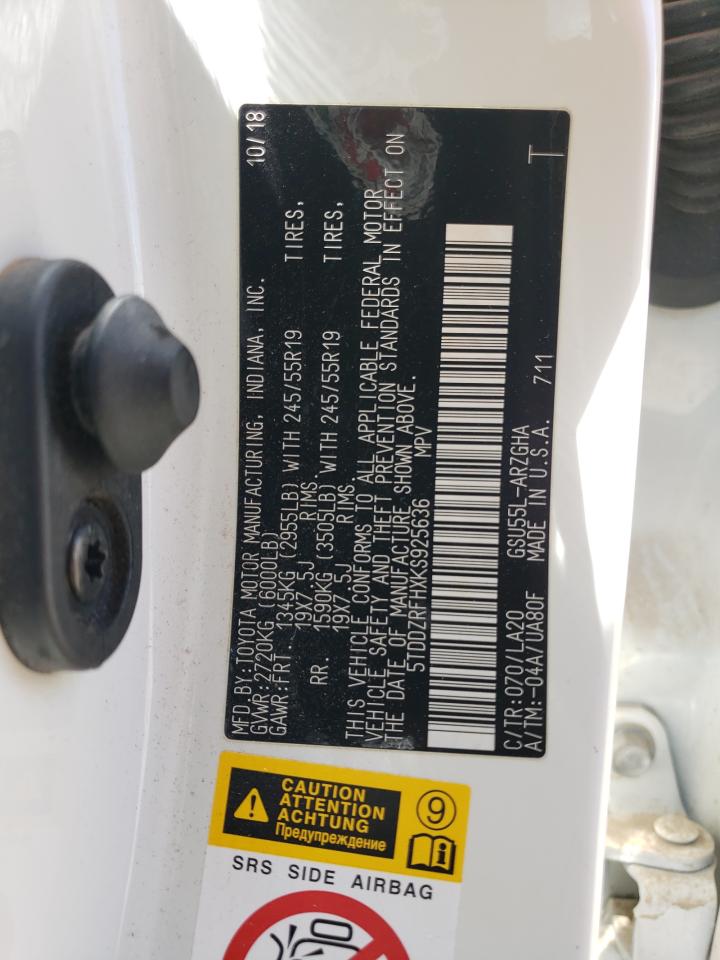 MFD.BY:TOYOTA MOTOR MANUFACTURING, INDIANA, INC. 10/18
GVWR:2720KG (6000LB)
GAWR:FRT. 1345KG (2955LB) WITH 245/55R19 TIRES,
19X7.5J RIMS
RR. 1590KG (3505LB) WITH 245/55R19 TIRES,
19X7.5J RIMS
THIS VEHICLE CONFORMS TO ALL APPLICABLE FEDERAL MOTOR
VEHICLE SAFETY AND THEFT PREVENTION STANDARDS IN EFFECT ON
THE DATE OF MANUFACTURE SHOWN ABOVE.
5TDDZRFHXKS925636 MPV
C/TR:070/LA20 GSU55L-ARZGHA T
A/TM:-04A/UA80F MADE IN U.S.A. 711
CAUTION
ATTENTION
ACHTUNG
Предупреждение
9
SRS SIDE AIRBAG